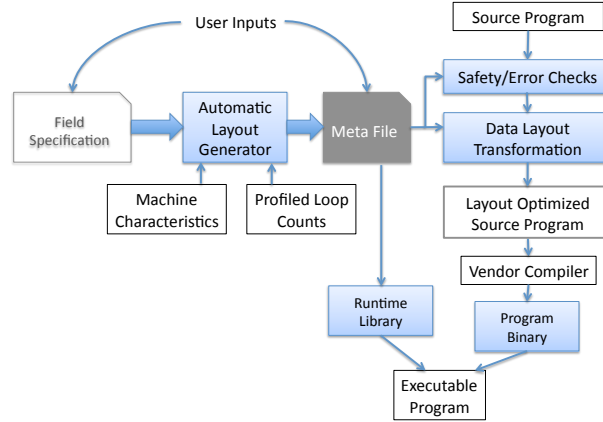 User Inputs
Source Program
Safety/Error Checks
Field
Specification
Automatic
Layout
Generator
Meta File
Data Layout
Transformation
Machine
Characteristics
Profiled Loop
Counts
Layout Optimized
Source Program
Vendor Compiler
Runtime
Library
Program
Binary
Executable
Program